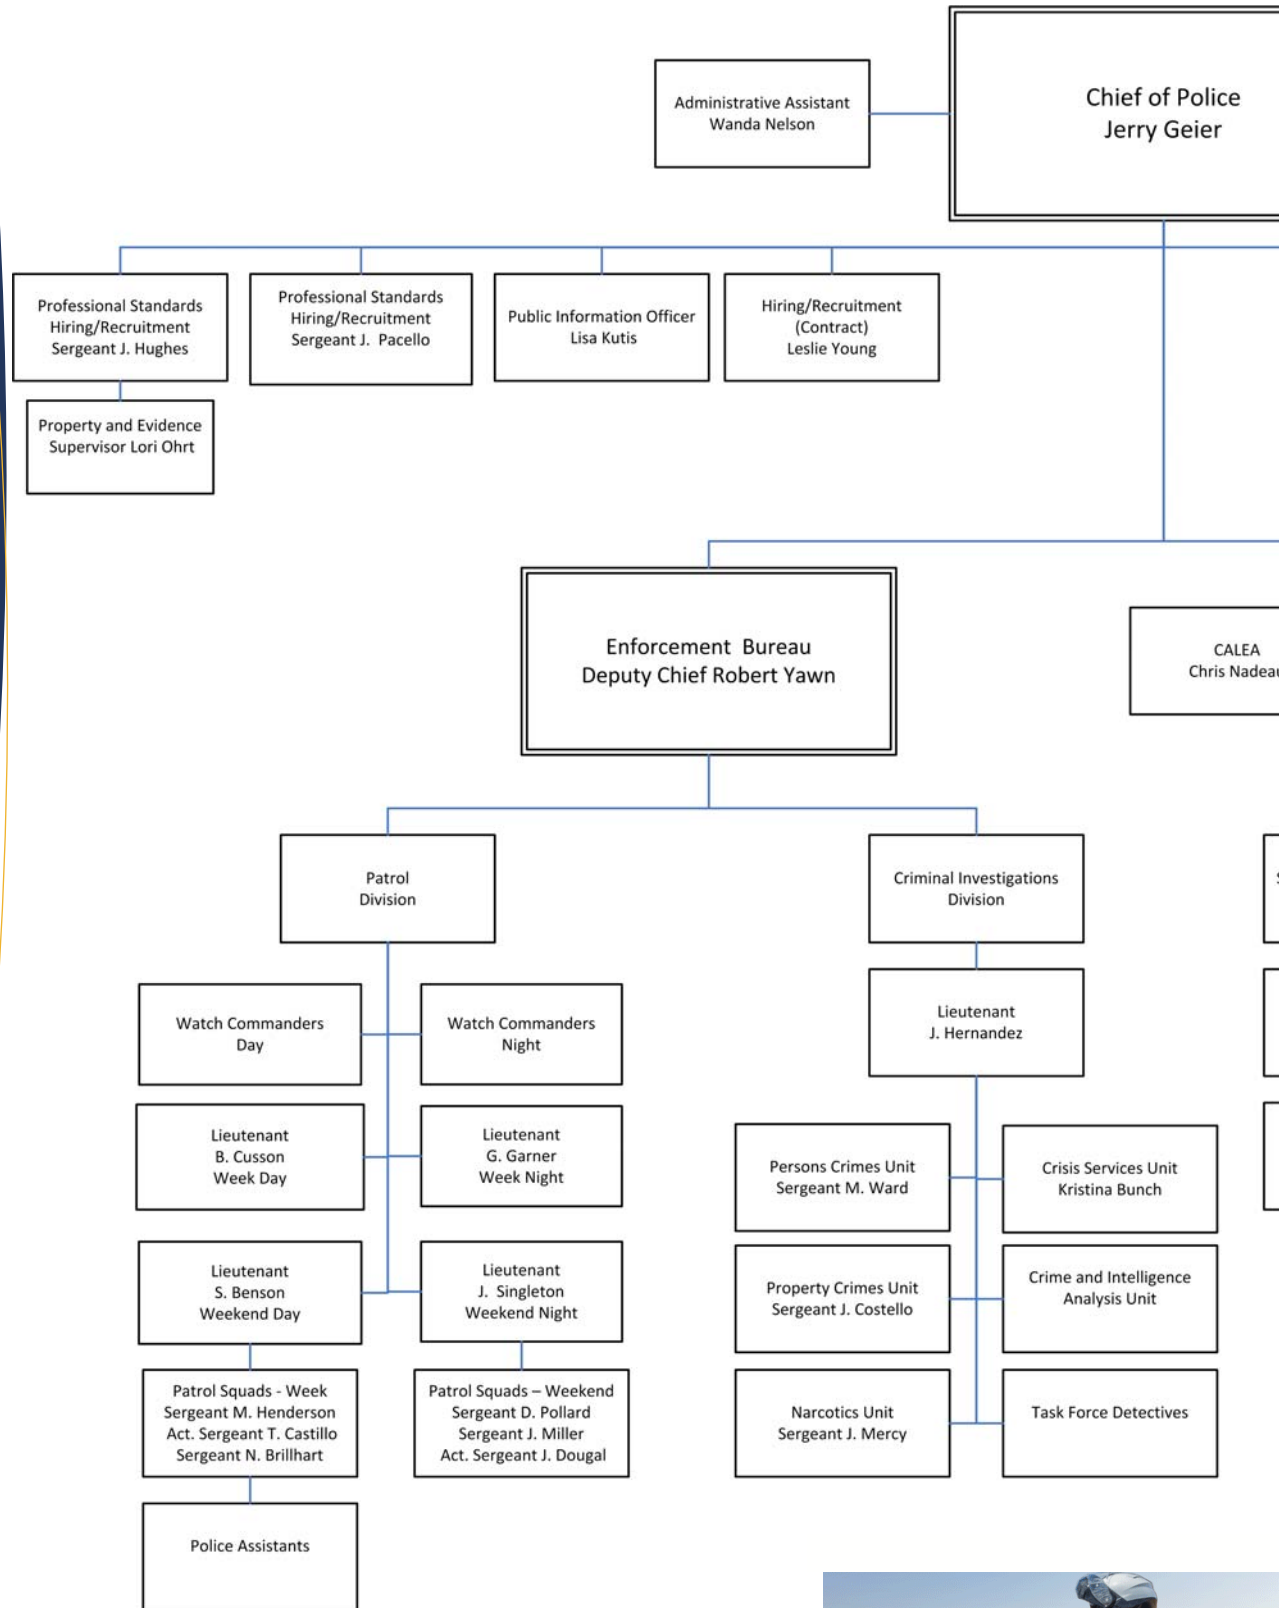 Chief of Police
Jerry Geier
Administrative Assistant
Wanda Nelson
Professional Standards
Hiring/Recruitment
Sergeant J. Hughes
Professional Standards
Hiring/Recruitment
Sergeant J. Pacello
Public Information Officer
Lisa Kutis
Hiring/Recruitment
(Contract)
Leslie Young
Property and Evidence
Supervisor Lori Ohrt
Enforcement Bureau
Deputy Chief Robert Yawn
CALEA
Chris Nadeau
Patrol
Division
Criminal Investigations
Division
Watch Commanders
Day
Watch Commanders
Night
Lieutenant
J. Hernandez
Lieutenant
B. Cusson
Week Day
Lieutenant
G. Garner
Week Night
Persons Crimes Unit
Sergeant M. Ward
Crisis Services Unit
Kristina Bunch
Lieutenant
S. Benson
Weekend Day
Lieutenant
J. Singleton
Weekend Night
Property Crimes Unit
Sergeant J. Costello
Crime and Intelligence
Analysis Unit
Patrol Squads - Week
Sergeant M. Henderson
Act. Sergeant T. Castillo
Sergeant N. Brillhart
Patrol Squads – Weekend
Sergeant D. Pollard
Sergeant J. Miller
Act. Sergeant J. Dougal
Narcotics Unit
Sergeant J. Mercy
Task Force Detectives
Police Assistants